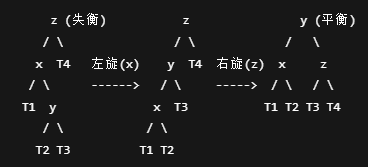 z (失衡) z y (平衡)
/ \ / \ / \
x T4 左旋(x) y T4 右旋(z) x z
/ \ ------> / \ -----> / \ / \
T1 y x T3 T1 T2 T3 T4
/ \ / \
T2 T3 T1 T2